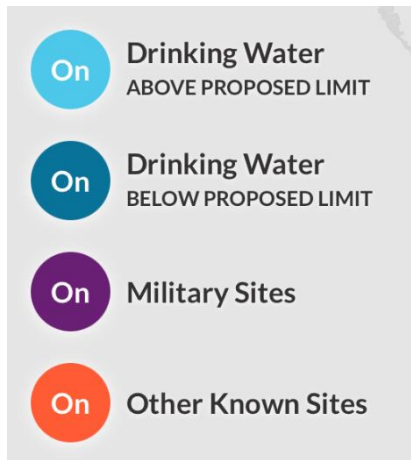 On
Drinking Water
ABOVE PROPOSED LIMIT
On
Drinking Water
BELOW PROPOSED LIMIT
On
Military Sites
On
Other Known Sites